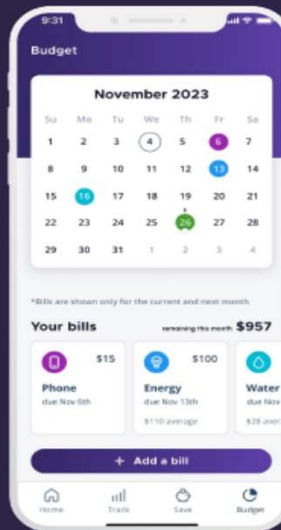 9:31
Budget
November 2023
Su Mo Tu We Th Fr Sa
1 2 3 4 5 6 7
8 9 10 11 12 13 14
15 16 17 18 19 20 21
22 23 24 25 26 27 28
29 30 31 1 2 3 4
*Bills are shown only for the current and next month
Your bills remaining this month $957
$15 $100
Phone Energy Water
due Nov 6th due Nov 13th due Nov
$110 average $28 aver
+ Add a bill
Home Track Save Budget